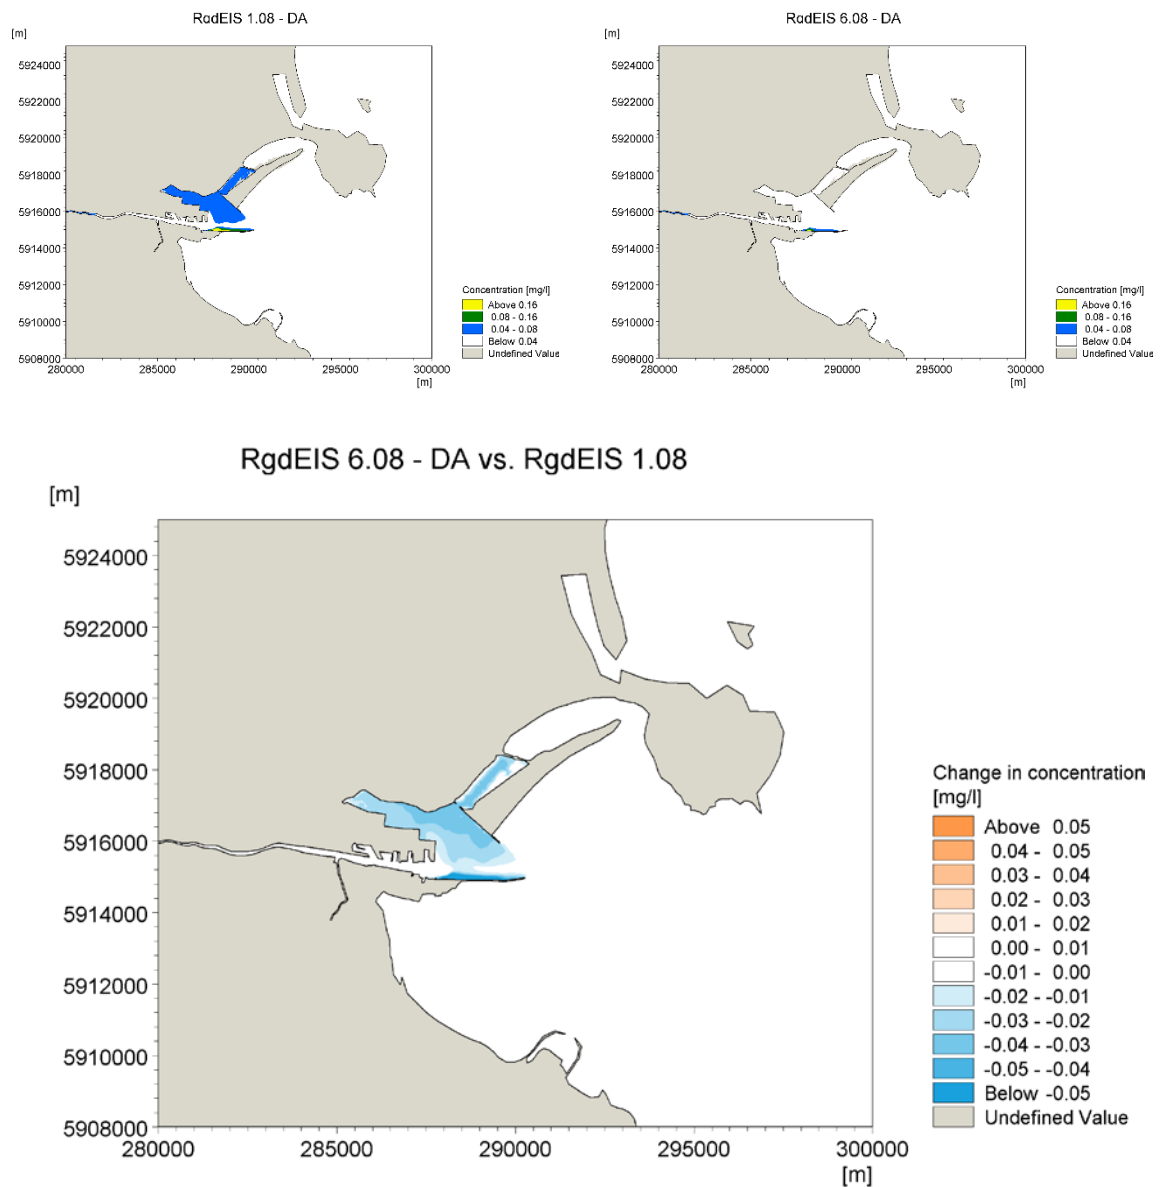 RgdEIS 1.08 - DA
[m]
5924000
5922000
5920000
5918000
5916000
5914000
5912000
5910000
5908000
280000 285000 290000 295000 300000
[m]
Concentration [mg/l]
Above 0.16
0.08 - 0.16
0.04 - 0.08
Below 0.04
Undefined Value
RgdEIS 6.08 - DA
[m]
5924000
5922000
5920000
5918000
5916000
5914000
5912000
5910000
5908000
280000 285000 290000 295000 300000
[m]
Concentration [mg/l]
Above 0.16
0.08 - 0.16
0.04 - 0.08
Below 0.04
Undefined Value
RgdEIS 6.08 - DA vs. RgdEIS 1.08
[m]
5924000
5922000
5920000
5918000
5916000
5914000
5912000
5910000
5908000
280000 285000 290000 295000 300000
[m]
Change in concentration
[mg/l]
Above 0.05
0.04 - 0.05
0.03 - 0.04
0.02 - 0.03
0.01 - 0.02
0.00 - 0.01
-0.01 - 0.00
-0.02 - -0.01
-0.03 - -0.02
-0.04 - -0.03
-0.05 - -0.04
Below -0.05
Undefined Value